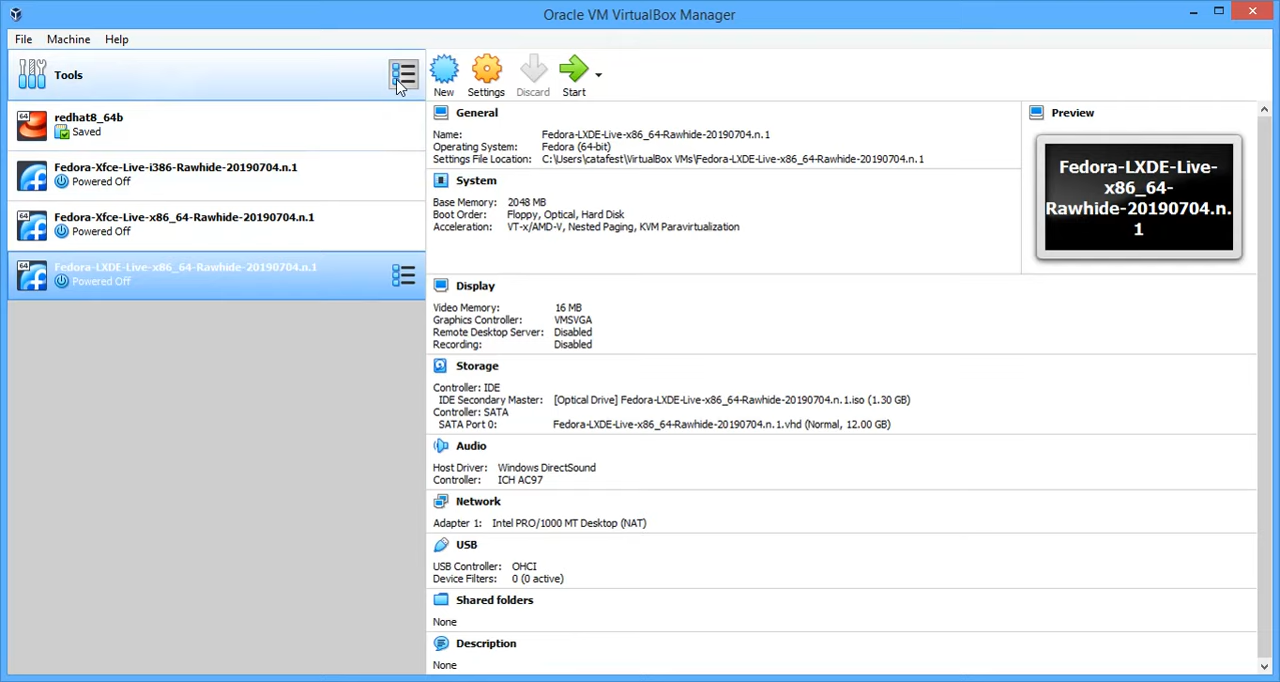 Oracle VM VirtualBox Manager
File Machine Help
Tools
New Settings Discard Start
64 redhat8_64b
Saved
Fedora-Xfce-Live-i386-Rawhide-20190704.n.1
Powered Off
64 Fedora-Xfce-Live-x86_64-Rawhide-20190704.n.1
Powered Off
64 Fedora-LXDE-Live-x86_64-Rawhide-20190704.n.1
Powered Off
General
Name: Fedora-LXDE-Live-x86_64-Rawhide-20190704.n.1
Operating System: Fedora (64-bit)
Settings File Location: C:\Users\catafest\VirtualBox VMs\Fedora-LXDE-Live-x86_64-Rawhide-20190704.n.1
System
Base Memory: 2048 MB
Boot Order: Floppy, Optical, Hard Disk
Acceleration: VT-x/AMD-V, Nested Paging, KVM Paravirtualization
Preview
Fedora-LXDE-Live-
x86_64-
Rawhide-20190704.n.
1
Display
Video Memory: 16 MB
Graphics Controller: VMSVGA
Remote Desktop Server: Disabled
Recording: Disabled
Storage
Controller: IDE
IDE Secondary Master: [Optical Drive] Fedora-LXDE-Live-x86_64-Rawhide-20190704.n.1.iso (1.30 GB)
Controller: SATA
SATA Port 0: Fedora-LXDE-Live-x86_64-Rawhide-20190704.n.1.vhd (Normal, 12.00 GB)
Audio
Host Driver: Windows DirectSound
Controller: ICH AC97
Network
Adapter 1: Intel PRO/1000 MT Desktop (NAT)
USB
USB Controller: OHCI
Device Filters: 0 (0 active)
Shared folders
None
Description
None